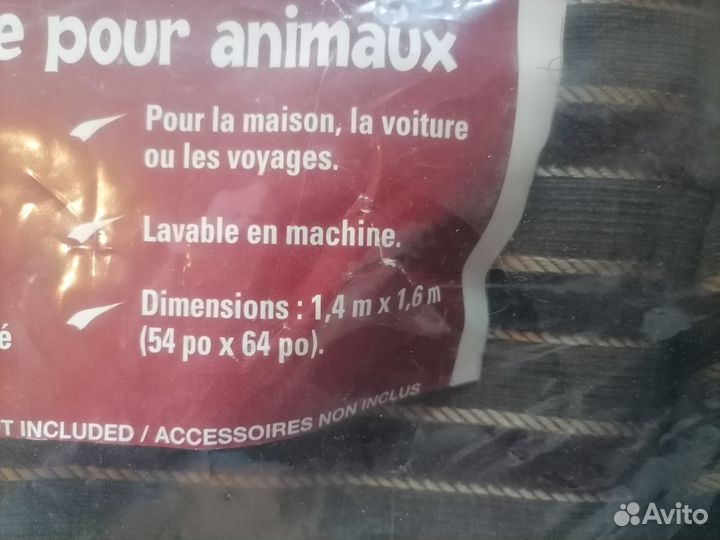 e pour animaux
Pour la maison, la voiture
ou les voyages.
Lavable en machine.
Dimensions : 1,4 m x 1,6 m
é
(54 po x 64 po).
T INCLUDED / ACCESSOIRES NON INCLUS
Avito